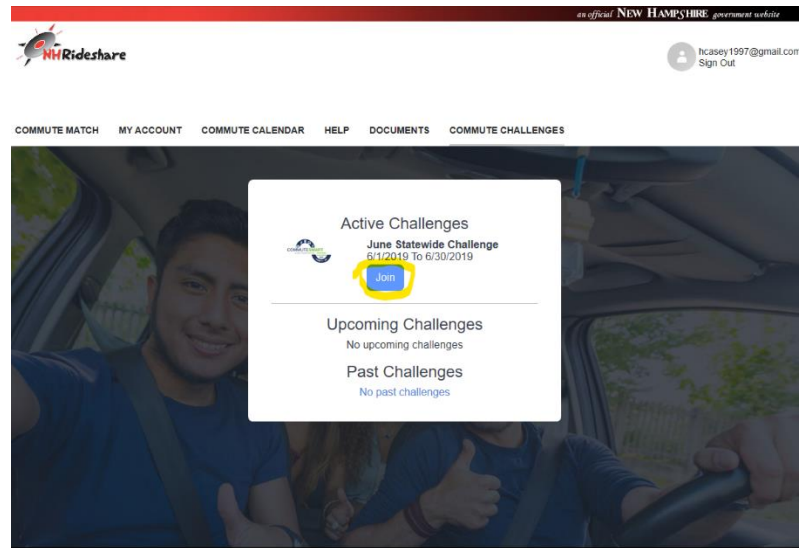 an official NEW HAMPSHIRE government website
NHRideshare
hcasey1997@gmail.com
Sign Out
COMMUTE MATCH MY ACCOUNT COMMUTE CALENDAR HELP DOCUMENTS COMMUTE CHALLENGES
Active Challenges
June Statewide Challenge
6/1/2019 To 6/30/2019
Join
Upcoming Challenges
No upcoming challenges
Past Challenges
No past challenges